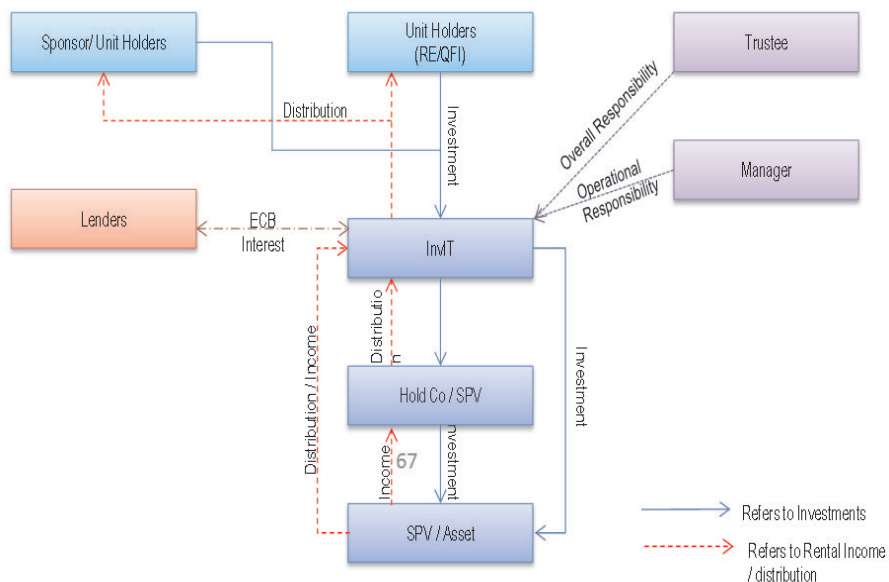 Sponsor/ Unit Holders
Unit Holders
(RE/QFI)
Trustee
Distribution
Investment
Overall Responsibility
Manager
Operational
Responsibility
Lenders
ECB
Interest
InvIT
Distributio
n
Distribution / Income
Investment
Hold Co / SPV
Income
67
nvestment
SPV / Asset
Refers to Investments
Refers to Rental Income
/ distribution